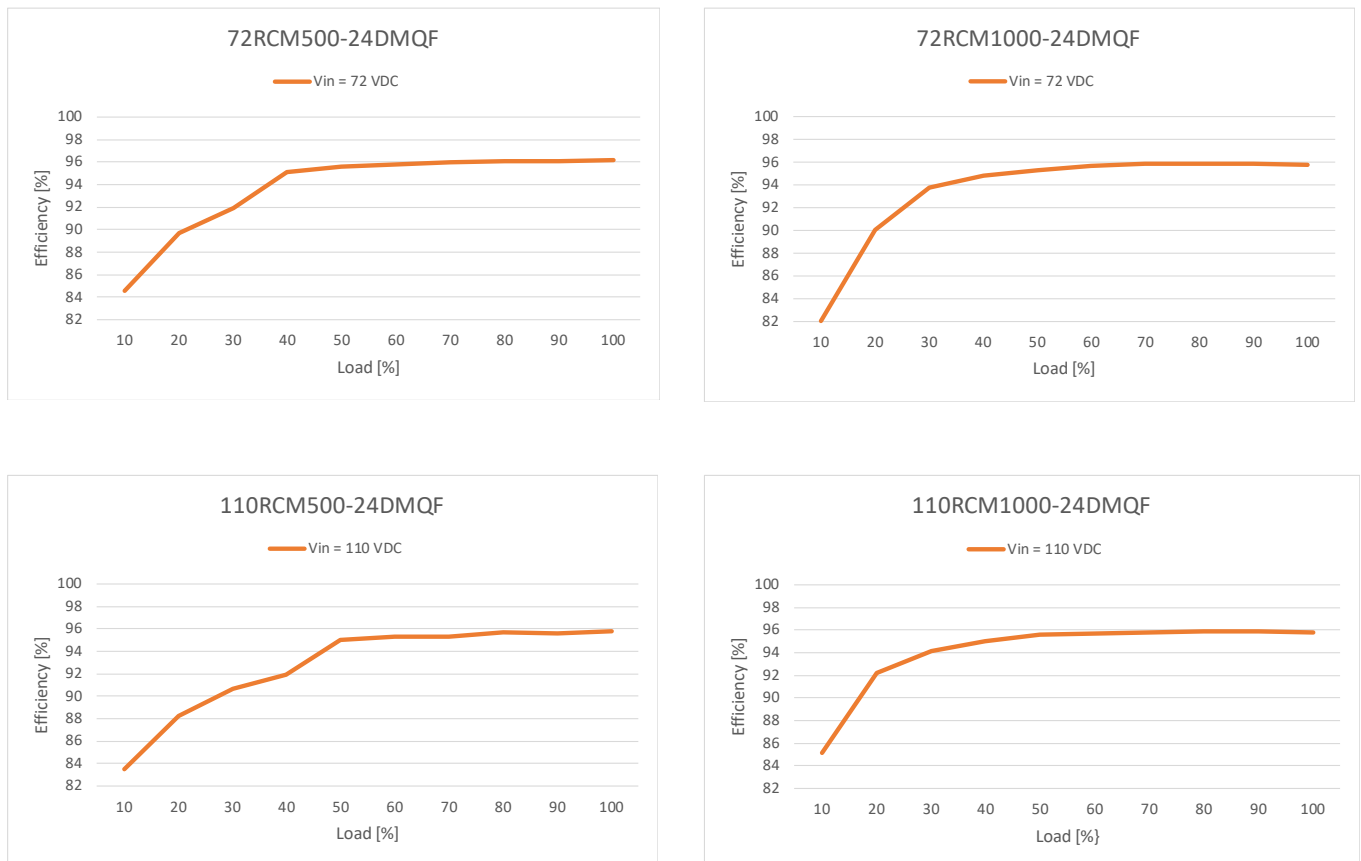 72RCM500-24DMQF
Vin = 72 VDC
100
98
96
94
92
90
88
86
84
82
Efficiency [%]
10 20 30 40 50 60 70 80 90 100
Load [%]
72RCM1000-24DMQF
Vin = 72 VDC
100
98
96
94
92
90
88
86
84
82
Efficiency [%]
10 20 30 40 50 60 70 80 90 100
Load [%]
110RCM500-24DMQF
Vin = 110 VDC
100
98
96
94
92
90
88
86
84
82
Efficiency [%]
10 20 30 40 50 60 70 80 90 100
Load [%]
110RCM1000-24DMQF
Vin = 110 VDC
100
98
96
94
92
90
88
86
84
82
Efficiency [%]
10 20 30 40 50 60 70 80 90 100
Load [%}